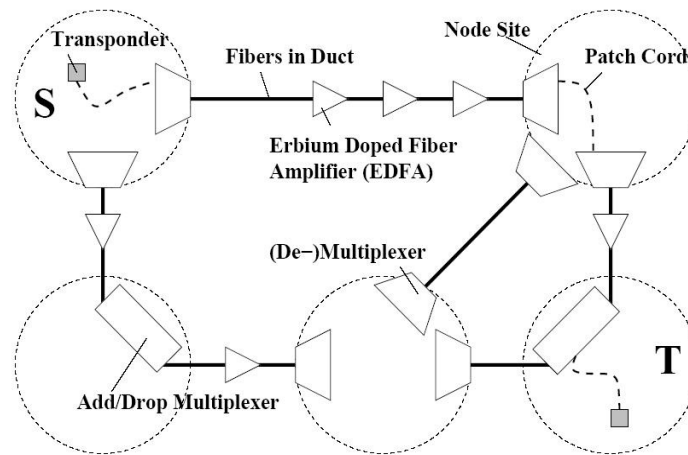 Transponder
Node Site
Fibers in Duct
Patch Cord
S
Erbium Doped Fiber
Amplifier (EDFA)
(De-)Multiplexer
T
Add/Drop Multiplexer